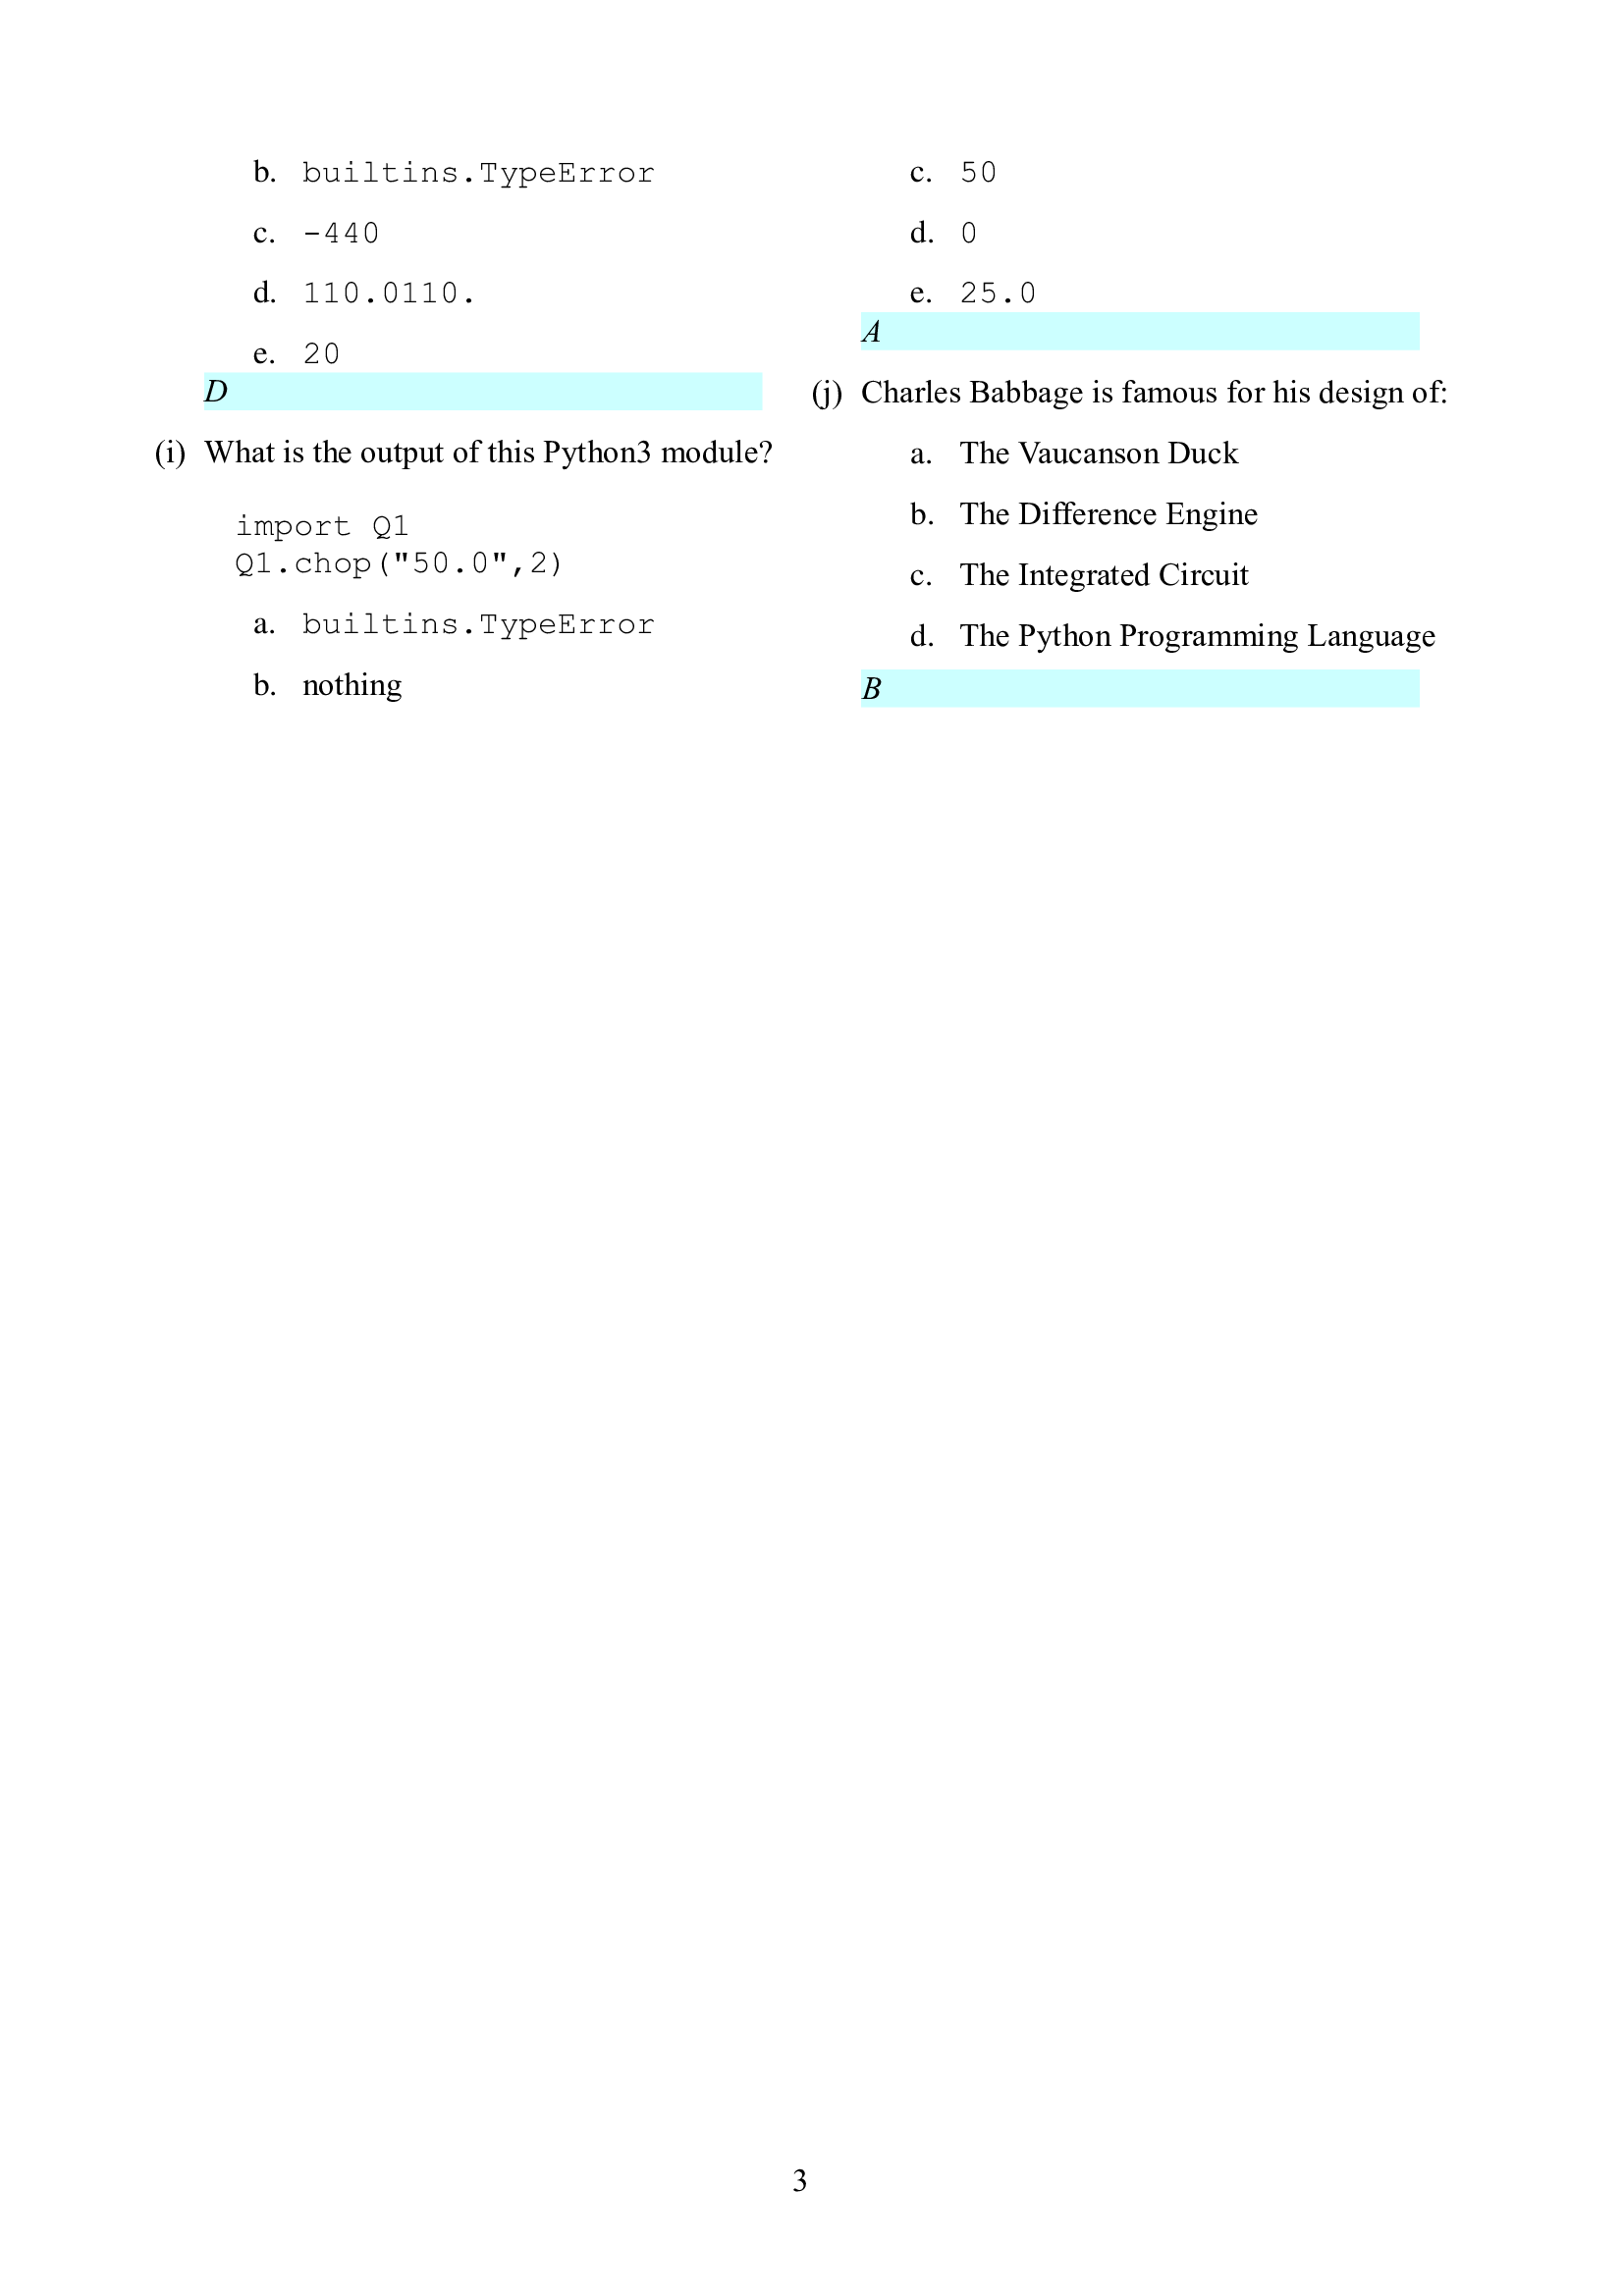 b. builtins.TypeError
c. -440
d. 110.0110.
e. 20
D
(i) What is the output of this Python3 module?
import Q1
Q1.chop("50.0",2)
a. builtins.TypeError
b. nothing
c. 50
d. 0
e. 25.0
A
(j) Charles Babbage is famous for his design of:
a. The Vaucanson Duck
b. The Difference Engine
c. The Integrated Circuit
d. The Python Programming Language
B
3